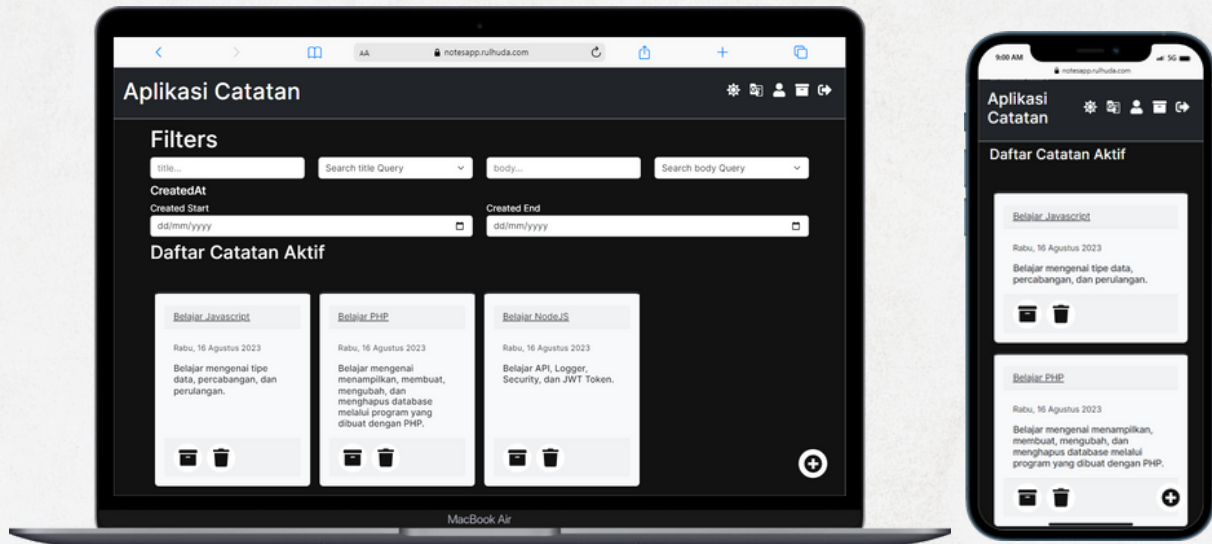 AA
notesapp.rulhuda.com
Aplikasi Catatan
Filters
title...
Search title Query
body...
Search body Query
CreatedAt
Created Start
Created End
dd/mm/yyyy
dd/mm/yyyy
Daftar Catatan Aktif
Belajar Javascript
Rabu, 16 Agustus 2023
Belajar mengenai tipe
data, percabangan, dan
perulangan.
Belajar PHP
Rabu, 16 Agustus 2023
Belajar mengenai
menampilkan, membuat,
mengubah, dan
menghapus database
melalui program yang
dibuat dengan PHP.
Belajar NodeJS
Rabu, 16 Agustus 2023
Belajar API, Logger,
Security, dan JWT Token.
MacBook Air
9:00 AM
5G
notesapp.rulhuda.com
Aplikasi
Catatan
Daftar Catatan Aktif
Belajar Javascript
Rabu, 16 Agustus 2023
Belajar mengenai tipe data,
percabangan, dan perulangan.
Belajar PHP
Rabu, 16 Agustus 2023
Belajar mengenai menampilkan,
membuat, mengubah, dan
menghapus database melalui
program yang dibuat dengan PHP.